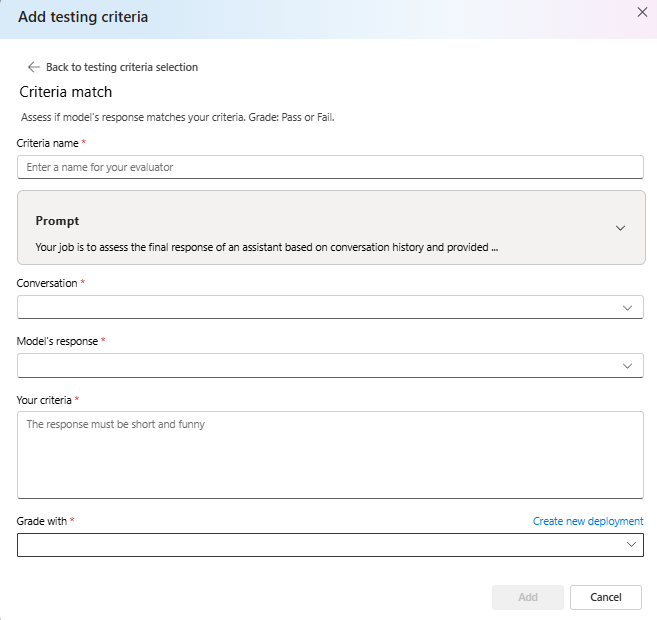 Add testing criteria
Back to testing criteria selection
Criteria match
Assess if model's response matches your criteria. Grade: Pass or Fail.
Criteria name *
Enter a name for your evaluator
Prompt
Your job is to assess the final response of an assistant based on conversation history and provided ...
Conversation *
Model's response *
Your criteria *
The response must be short and funny
Grade with *
Create new deployment
Add
Cancel